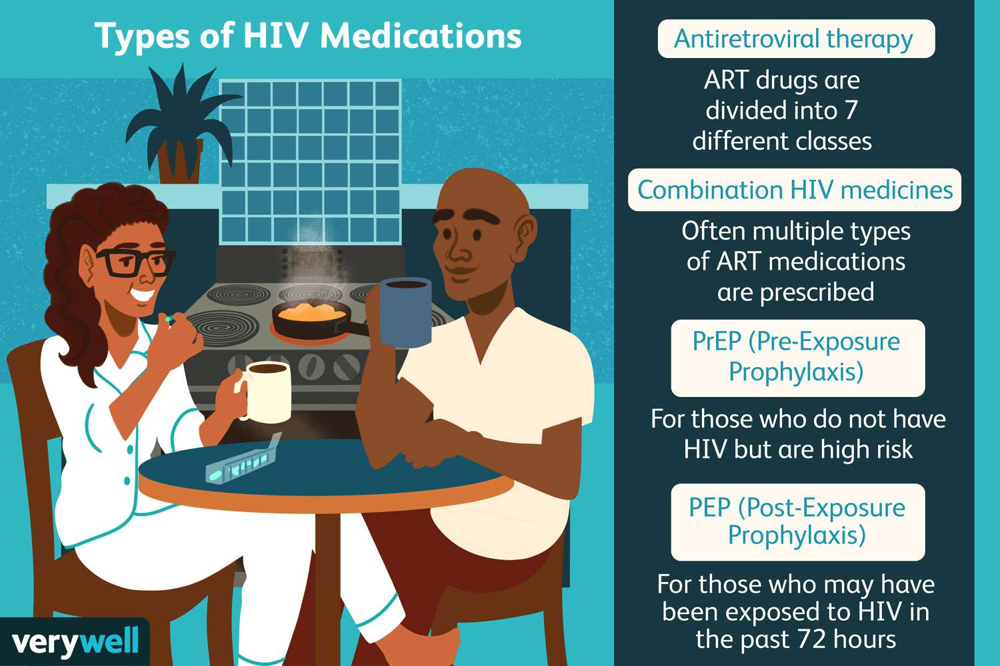 Types of HIV Medications
Antiretroviral therapy
ART drugs are
divided into 7
different classes
Combination HIV medicines
Often multiple types
of ART medications
are prescribed
PrEP (Pre-Exposure
Prophylaxis)
For those who do not have
HIV but are high risk
PEP (Post-Exposure
Prophylaxis)
For those who may have
been exposed to HIV in
the past 72 hours
verywell